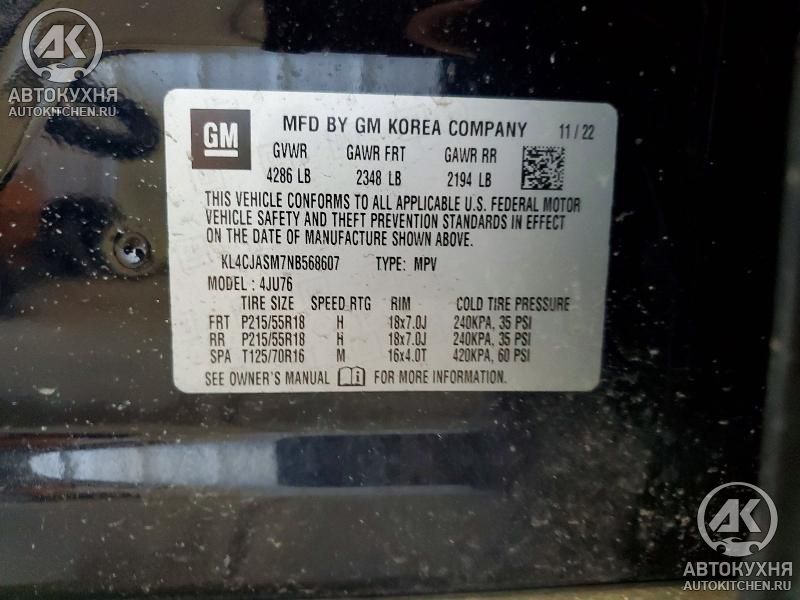 AK
АВТОКУХНЯ
AUTOKITCHEN.RU
GM MFD BY GM KOREA COMPANY 11 / 22
GVWR GAWR FRT GAWR RR
4286 LB 2348 LB 2194 LB
THIS VEHICLE CONFORMS TO ALL APPLICABLE U.S. FEDERAL MOTOR
VEHICLE SAFETY AND THEFT PREVENTION STANDARDS IN EFFECT
ON THE DATE OF MANUFACTURE SHOWN ABOVE.
KL4CJASM7NB568607 TYPE: MPV
MODEL : 4JU76
TIRE SIZE SPEED RTG RIM COLD TIRE PRESSURE
FRT P215/55R18 H 18x7.0J 240KPA, 35 PSI
RR P215/55R18 H 18x7.0J 240KPA, 35 PSI
SPA T125/70R16 M 16x4.0T 420KPA, 60 PSI
SEE OWNER'S MANUAL FOR MORE INFORMATION.
AK
АВТОКУХНЯ
AUTOKITCHEN.RU